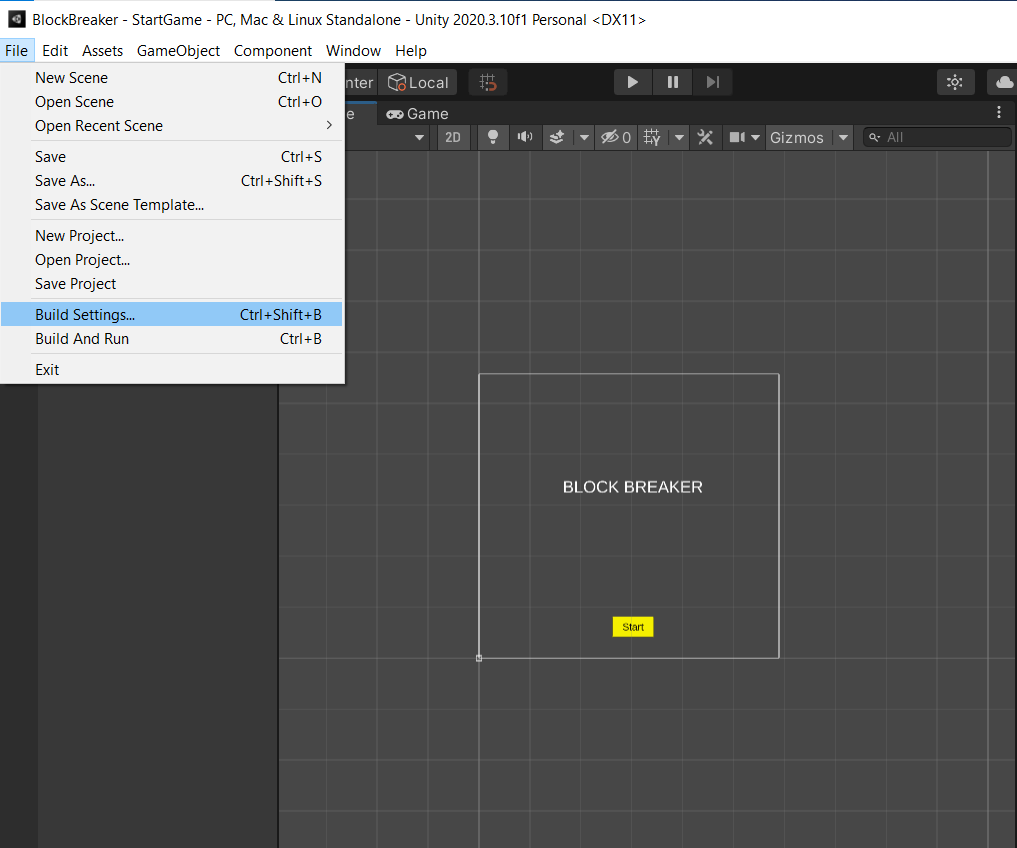 BlockBreaker - StartGame - PC, Mac & Linux Standalone - Unity 2020.3.10f1 Personal <DX11>
File Edit Assets GameObject Component Window Help
New Scene Ctrl+N
Open Scene Ctrl+O
Open Recent Scene
Save Ctrl+S
Save As... Ctrl+Shift+S
Save As Scene Template...
New Project...
Open Project...
Save Project
Build Settings... Ctrl+Shift+B
Build And Run Ctrl+B
Exit
nter Local
e Game
2D 0 Gizmos All
BLOCK BREAKER
Start